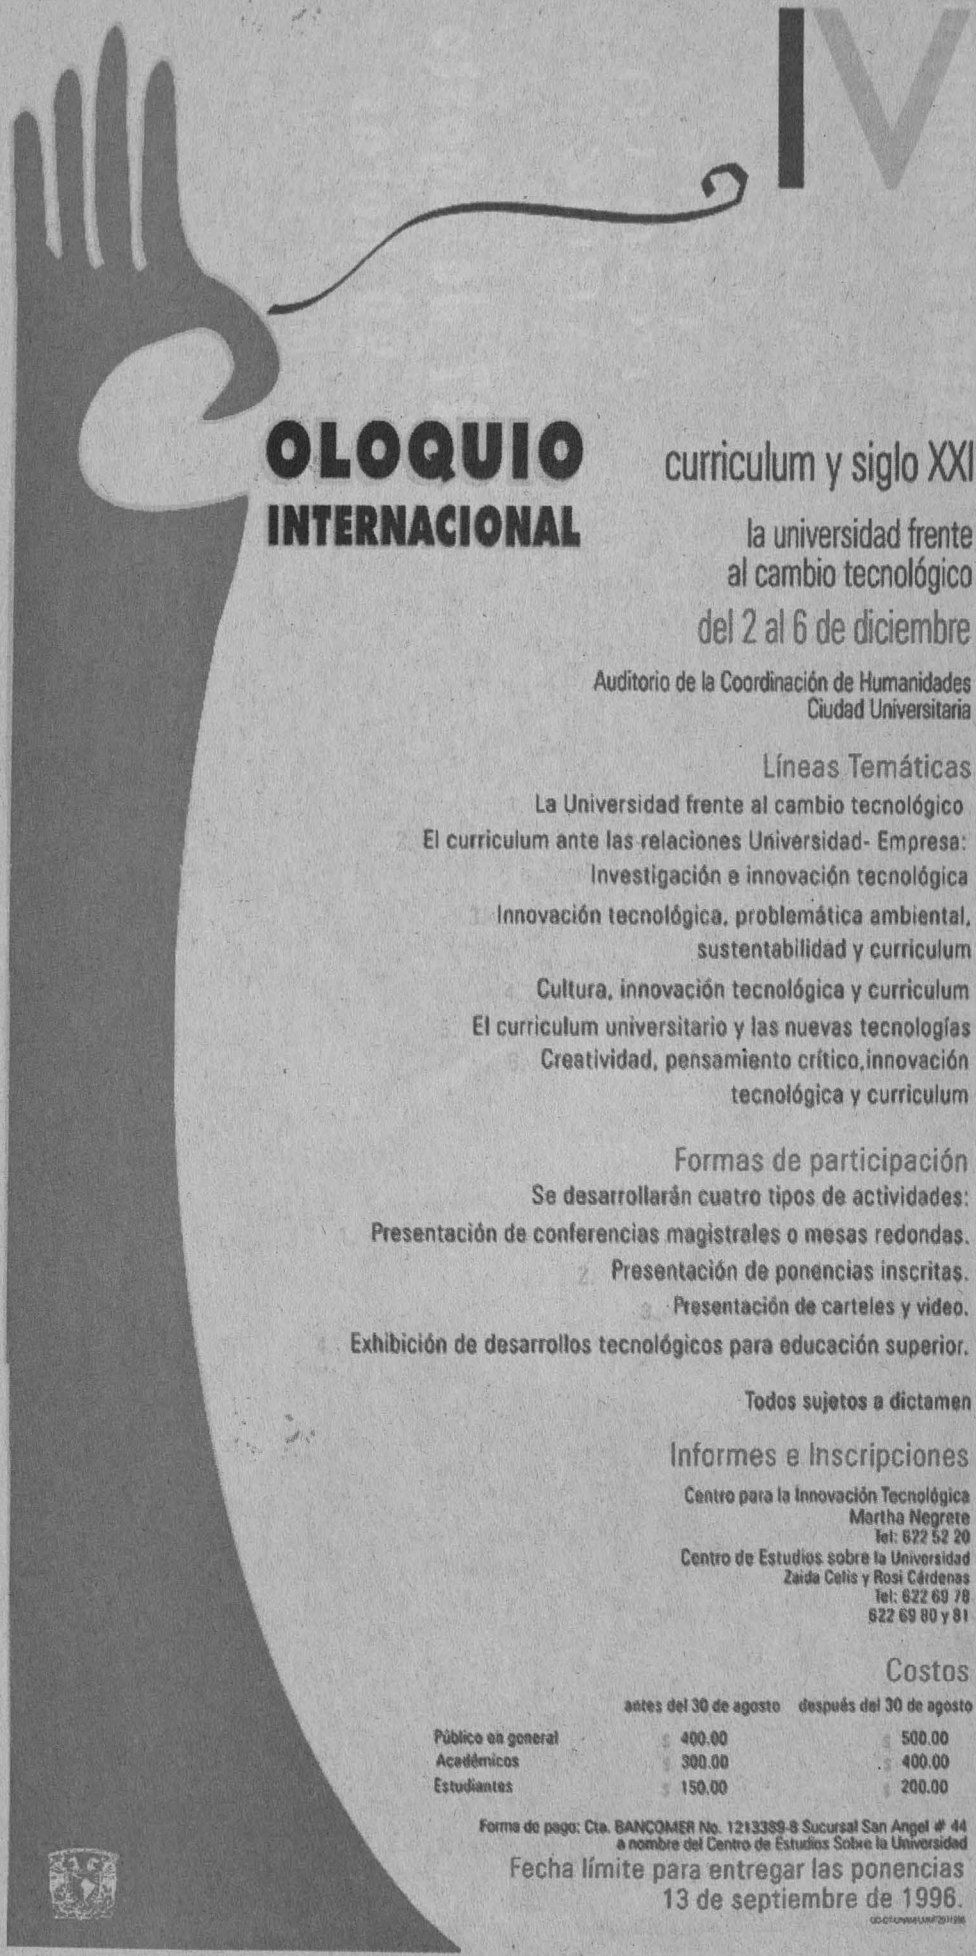 IV
COLOQUIO
INTERNACIONAL
curriculum y siglo XXI
la universidad frente
al cambio tecnológico
del 2 al 6 de diciembre
Auditorio de la Coordinación de Humanidades
Ciudad Universitaria
Líneas Temáticas
1. La Universidad frente al cambio tecnológico
2. El curriculum ante las relaciones Universidad- Empresa:
Investigación e innovación tecnológica
3. Innovación tecnológica, problemática ambiental,
sustentabilidad y curriculum
4. Cultura, innovación tecnológica y curriculum
5. El curriculum universitario y las nuevas tecnologías
6. Creatividad, pensamiento crítico,innovación
tecnológica y curriculum
Formas de participación
Se desarrollarán cuatro tipos de actividades:
1. Presentación de conferencias magistrales o mesas redondas.
2. Presentación de ponencias inscritas.
3. Presentación de carteles y video.
4. Exhibición de desarrollos tecnológicos para educación superior.
Todos sujetos a dictamen
Informes e Inscripciones
Centro para la Innovación Tecnológica
Martha Negrete
Tel: 622 52 20
Centro de Estudios sobre la Universidad
Zaida Celis y Rosi Cárdenas
Tel: 622 69 78
622 69 80 y 81
Costos
antes del 30 de agosto después del 30 de agosto
Público en general $ 400.00 $ 500.00
Académicos $ 300.00 $ 400.00
Estudiantes $ 150.00 $ 200.00
Forma de pago: Cta. BANCOMER No. 1213389-8 Sucursal San Angel # 44
a nombre del Centro de Estudios Sobre la Universidad
Fecha límite para entregar las ponencias
13 de septiembre de 1996.